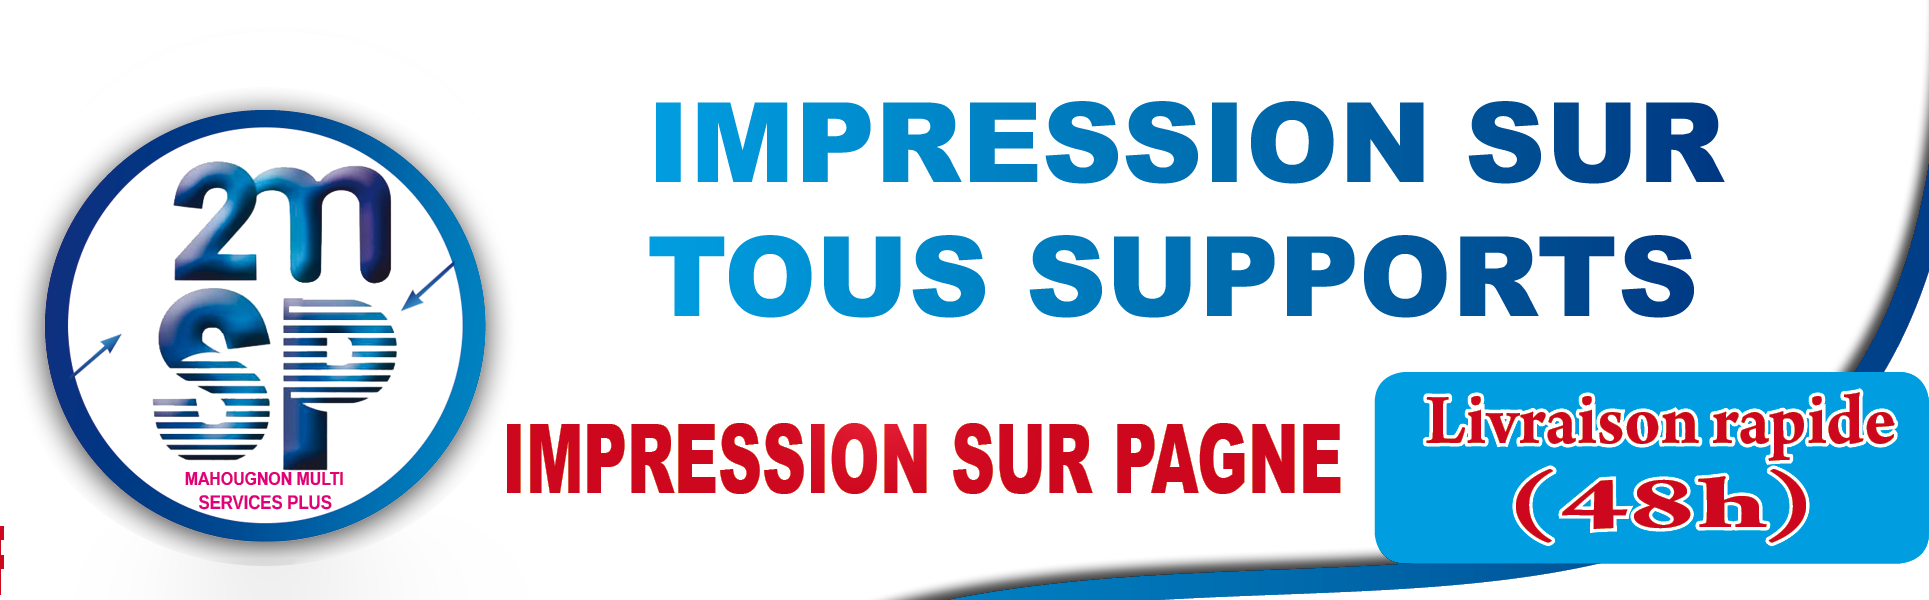 2m
SP
MAHOUGNON MULTI
SERVICES PLUS
IMPRESSION SUR
TOUS SUPPORTS
IMPRESSION SUR PAGNE
Livraison rapide
(48h)